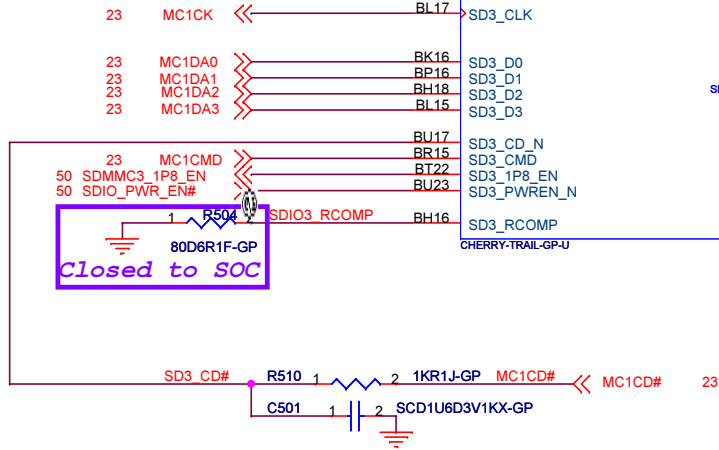 23 MC1CK BL17 SD3_CLK
23 MC1DA0 BK16 SD3_D0
23 MC1DA1 BP16 SD3_D1
23 MC1DA2 BH18 SD3_D2
23 MC1DA3 BL15 SD3_D3
BU17 SD3_CD_N
23 MC1CMD BR15 SD3_CMD
50 SDMMC3_1P8_EN BT22 SD3_1P8_EN
50 SDIO_PWR_EN# BU23 SD3_PWREN_N
1 R504 2 SDIO3_RCOMP BH16 SD3_RCOMP
80D6R1F-GP CHERRY-TRAIL-GP-U
Closed to SOC
SD3_CD# R510 1 2 1KR1J-GP MC1CD# MC1CD# 23
C501 1 2 SCD1U6D3V1KX-GP